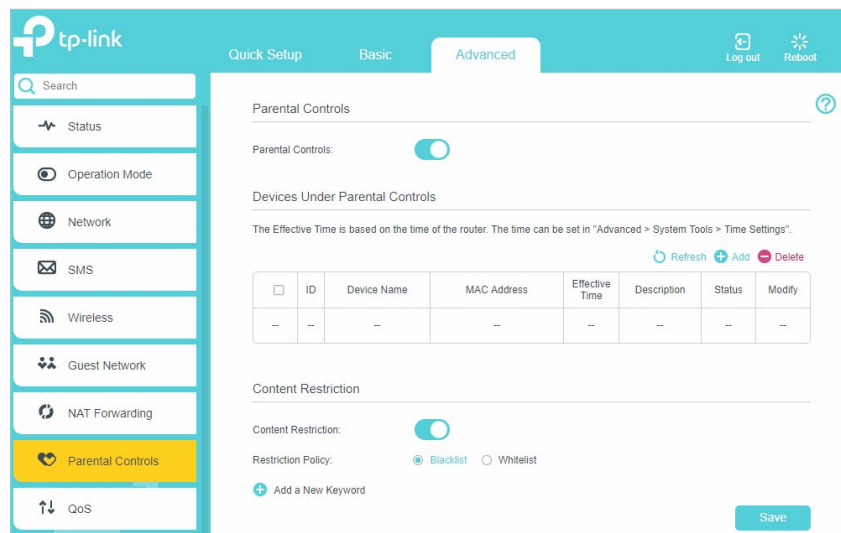 tp-link
Quick Setup Basic Advanced Log out Reboot
Search
Status
Operation Mode
Network
SMS
Wireless
Guest Network
NAT Forwarding
Parental Controls
QoS
Parental Controls
Parental Controls:
Devices Under Parental Controls
The Effective Time is based on the time of the router. The time can be set in "Advanced > System Tools > Time Settings".
Refresh Add Delete
ID Device Name MAC Address Effective Time Description Status Modify
-- -- -- -- -- -- -- --
Content Restriction
Content Restriction:
Restriction Policy: Blacklist Whitelist
Add a New Keyword
Save